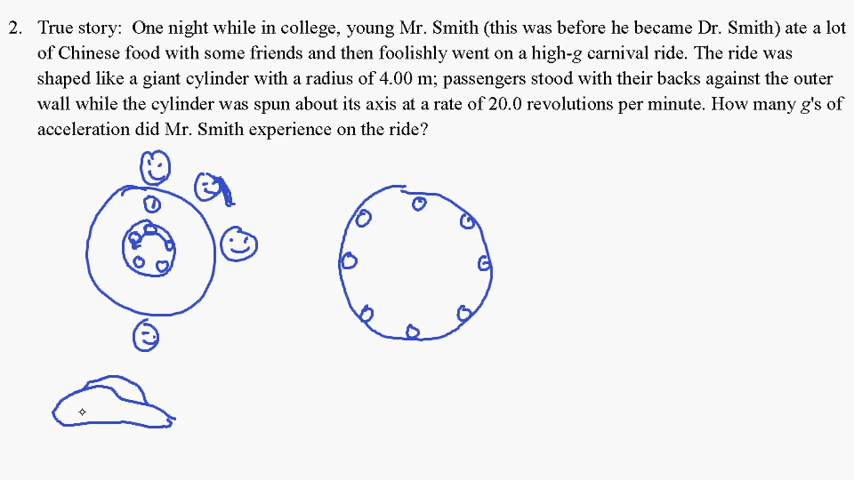 2. True story: One night while in college, young Mr. Smith (this was before he became Dr. Smith) ate a lot
of Chinese food with some friends and then foolishly went on a high-g carnival ride. The ride was
shaped like a giant cylinder with a radius of 4.00 m; passengers stood with their backs against the outer
wall while the cylinder was spun about its axis at a rate of 20.0 revolutions per minute. How many g's of
acceleration did Mr. Smith experience on the ride?